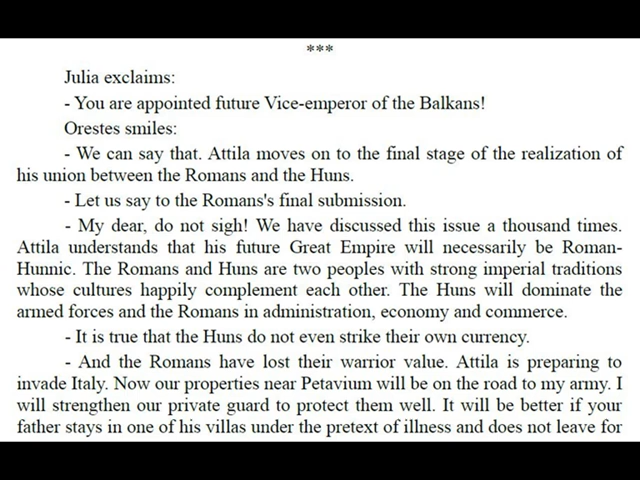 ***
Julia exclaims:
- You are appointed future Vice-emperor of the Balkans!
Orestes smiles:
- We can say that. Attila moves on to the final stage of the realization of
his union between the Romans and the Huns.
- Let us say to the Romans's final submission.
- My dear, do not sigh! We have discussed this issue a thousand times.
Attila understands that his future Great Empire will necessarily be Roman-
Hunnic. The Romans and Huns are two peoples with strong imperial traditions
whose cultures happily complement each other. The Huns will dominate the
armed forces and the Romans in administration, economy and commerce.
- It is true that the Huns do not even strike their own currency.
- And the Romans have lost their warrior value. Attila is preparing to
invade Italy. Now our properties near Petavium will be on the road to my army. I
will strengthen our private guard to protect them well. It will be better if your
father stays in one of his villas under the pretext of illness and does not leave for